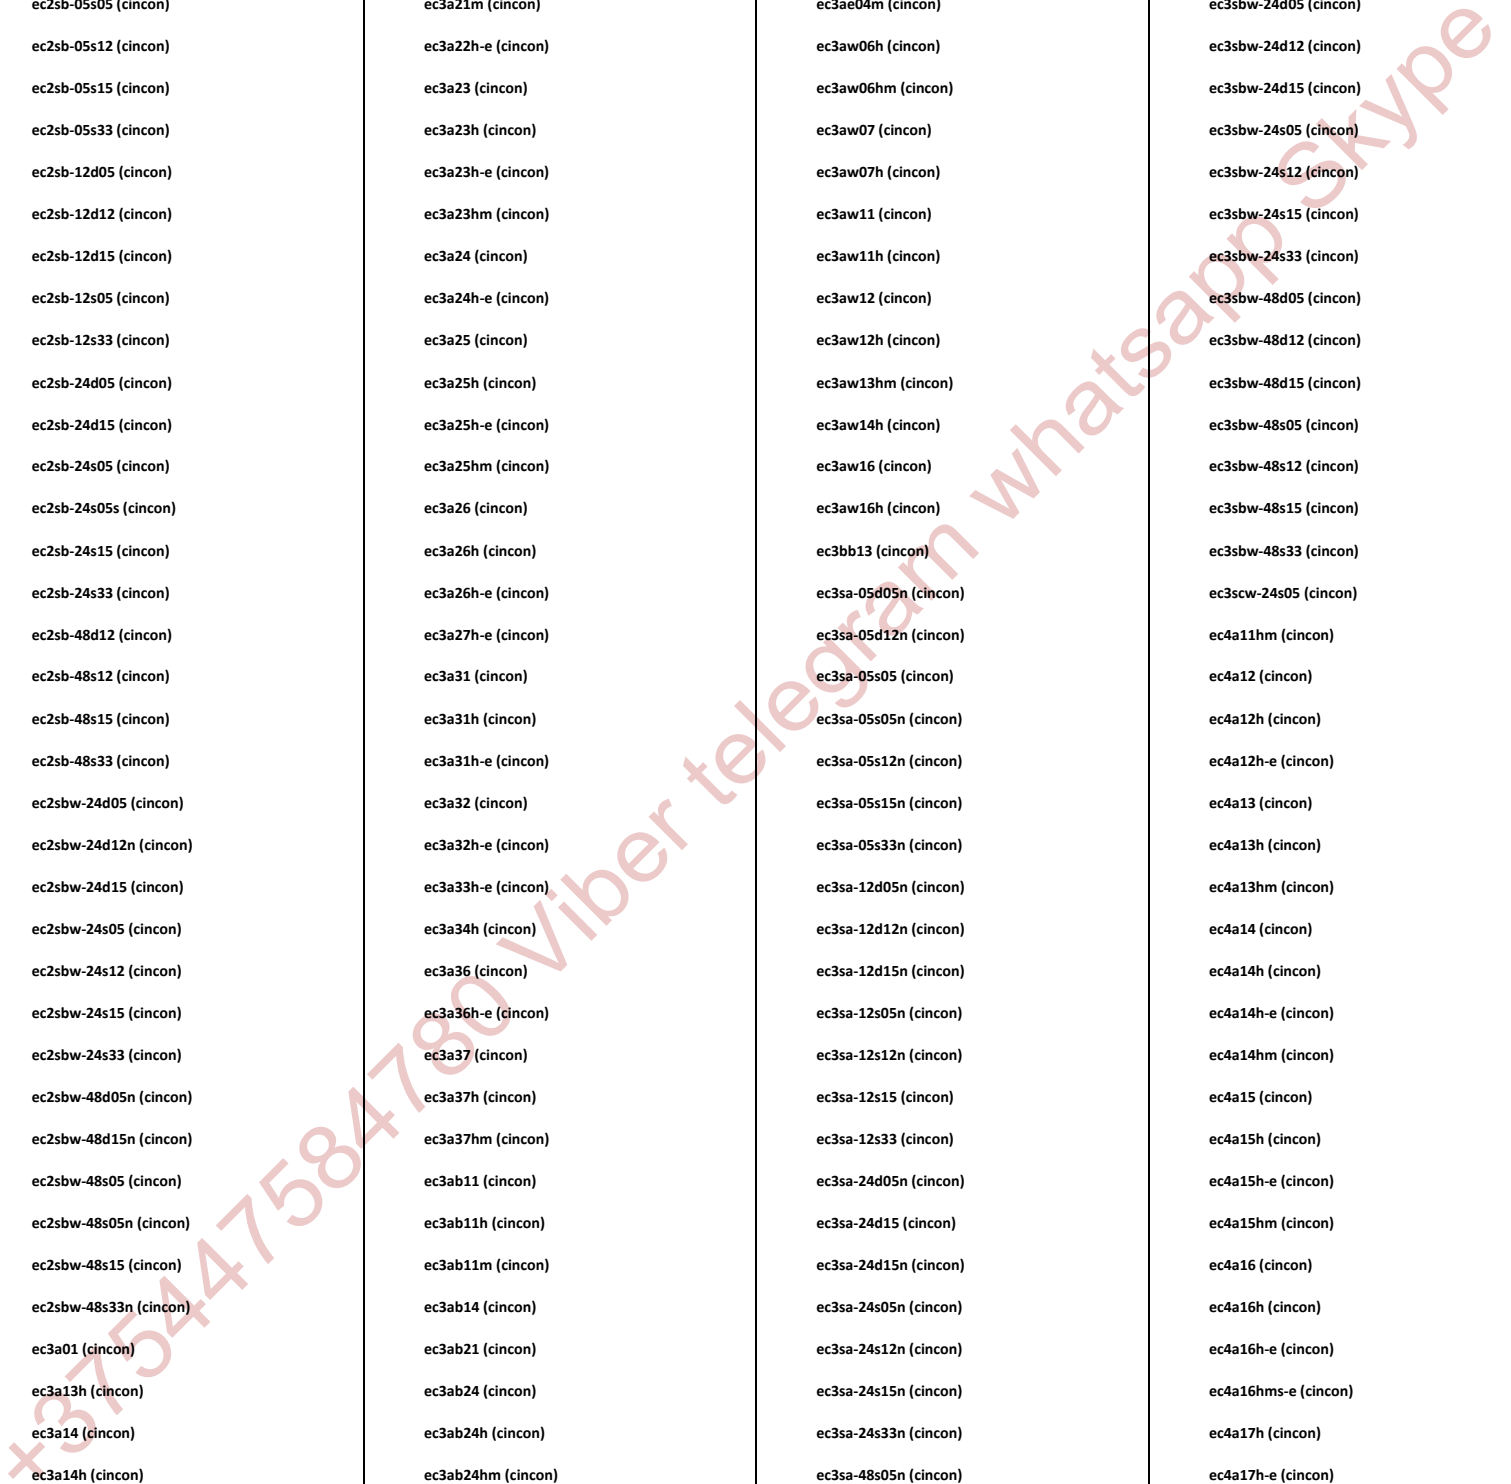 ec2sb-05s05 (cincon)
ec2sb-05s12 (cincon)
ec2sb-05s15 (cincon)
ec2sb-05s33 (cincon)
ec2sb-12d05 (cincon)
ec2sb-12d12 (cincon)
ec2sb-12d15 (cincon)
ec2sb-12s05 (cincon)
ec2sb-12s33 (cincon)
ec2sb-24d05 (cincon)
ec2sb-24d15 (cincon)
ec2sb-24s05 (cincon)
ec2sb-24s05s (cincon)
ec2sb-24s15 (cincon)
ec2sb-24s33 (cincon)
ec2sb-48d12 (cincon)
ec2sb-48s12 (cincon)
ec2sb-48s15 (cincon)
ec2sb-48s33 (cincon)
ec2sbw-24d05 (cincon)
ec2sbw-24d12n (cincon)
ec2sbw-24d15 (cincon)
ec2sbw-24s05 (cincon)
ec2sbw-24s12 (cincon)
ec2sbw-24s15 (cincon)
ec2sbw-24s33 (cincon)
ec2sbw-48d05n (cincon)
ec2sbw-48d15n (cincon)
ec2sbw-48s05 (cincon)
ec2sbw-48s05n (cincon)
ec2sbw-48s15 (cincon)
ec2sbw-48s33n (cincon)
ec3a01 (cincon)
ec3a13h (cincon)
ec3a14 (cincon)
ec3a14h (cincon)
ec3a21m (cincon)
ec3a22h-e (cincon)
ec3a23 (cincon)
ec3a23h (cincon)
ec3a23h-e (cincon)
ec3a23hm (cincon)
ec3a24 (cincon)
ec3a24h-e (cincon)
ec3a25 (cincon)
ec3a25h (cincon)
ec3a25h-e (cincon)
ec3a25hm (cincon)
ec3a26 (cincon)
ec3a26h (cincon)
ec3a26h-e (cincon)
ec3a27h-e (cincon)
ec3a31 (cincon)
ec3a31h (cincon)
ec3a31h-e (cincon)
ec3a32 (cincon)
ec3a32h-e (cincon)
ec3a33h-e (cincon)
ec3a34h (cincon)
ec3a36 (cincon)
ec3a36h-e (cincon)
ec3a37 (cincon)
ec3a37h (cincon)
ec3a37hm (cincon)
ec3ab11 (cincon)
ec3ab11h (cincon)
ec3ab11m (cincon)
ec3ab14 (cincon)
ec3ab21 (cincon)
ec3ab24 (cincon)
ec3ab24h (cincon)
ec3ab24hm (cincon)
ec3ae04m (cincon)
ec3aw06h (cincon)
ec3aw06hm (cincon)
ec3aw07 (cincon)
ec3aw07h (cincon)
ec3aw11 (cincon)
ec3aw11h (cincon)
ec3aw12 (cincon)
ec3aw12h (cincon)
ec3aw13hm (cincon)
ec3aw14h (cincon)
ec3aw16 (cincon)
ec3aw16h (cincon)
ec3bb13 (cincon)
ec3sa-05d05n (cincon)
ec3sa-05d12n (cincon)
ec3sa-05s05 (cincon)
ec3sa-05s05n (cincon)
ec3sa-05s12n (cincon)
ec3sa-05s15n (cincon)
ec3sa-05s33n (cincon)
ec3sa-12d05n (cincon)
ec3sa-12d12n (cincon)
ec3sa-12d15n (cincon)
ec3sa-12s05n (cincon)
ec3sa-12s12n (cincon)
ec3sa-12s15 (cincon)
ec3sa-12s33 (cincon)
ec3sa-24d05n (cincon)
ec3sa-24d15 (cincon)
ec3sa-24d15n (cincon)
ec3sa-24s05n (cincon)
ec3sa-24s12n (cincon)
ec3sa-24s15n (cincon)
ec3sa-24s33n (cincon)
ec3sa-48s05n (cincon)
ec3sbw-24d05 (cincon)
ec3sbw-24d12 (cincon)
ec3sbw-24d15 (cincon)
ec3sbw-24s05 (cincon)
ec3sbw-24s12 (cincon)
ec3sbw-24s15 (cincon)
ec3sbw-24s33 (cincon)
ec3sbw-48d05 (cincon)
ec3sbw-48d12 (cincon)
ec3sbw-48d15 (cincon)
ec3sbw-48s05 (cincon)
ec3sbw-48s12 (cincon)
ec3sbw-48s15 (cincon)
ec3sbw-48s33 (cincon)
ec3scw-24s05 (cincon)
ec4a11hm (cincon)
ec4a12 (cincon)
ec4a12h (cincon)
ec4a12h-e (cincon)
ec4a13 (cincon)
ec4a13h (cincon)
ec4a13hm (cincon)
ec4a14 (cincon)
ec4a14h (cincon)
ec4a14h-e (cincon)
ec4a14hm (cincon)
ec4a15 (cincon)
ec4a15h (cincon)
ec4a15h-e (cincon)
ec4a15hm (cincon)
ec4a16 (cincon)
ec4a16h (cincon)
ec4a16h-e (cincon)
ec4a16hms-e (cincon)
ec4a17h (cincon)
ec4a17h-e (cincon)
+375447584780 Viber telegram whatsapp Skype